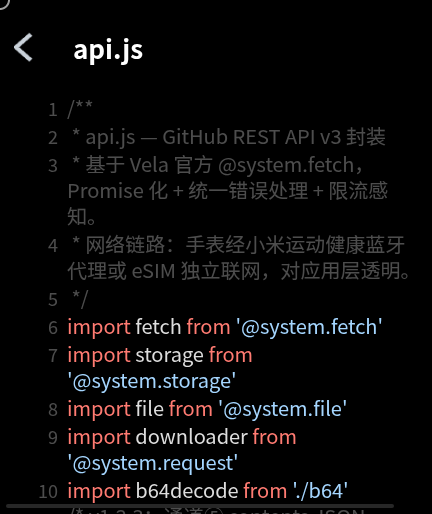 api.js
1 /**
2 * api.js — GitHub REST API v3 封装
3 * 基于 Vela 官方 @system.fetch，
Promise 化 + 统一错误处理 + 限流感
知。
4 * 网络链路：手表经小米运动健康蓝牙
代理或 eSIM 独立联网，对应用层透明。
5 */
6 import fetch from '@system.fetch'
7 import storage from
'@system.storage'
8 import file from '@system.file'
9 import downloader from
'@system.request'
10 import b64decode from './b64'